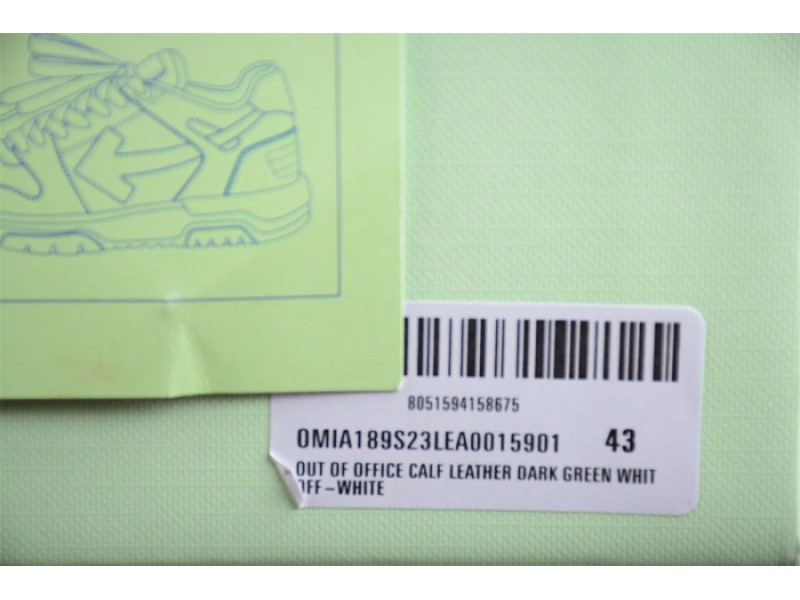 8051594158675
OMIA189S23LEA0015901 43
OUT OF OFFICE CALF LEATHER DARK GREEN WHIT
OFF-WHITE